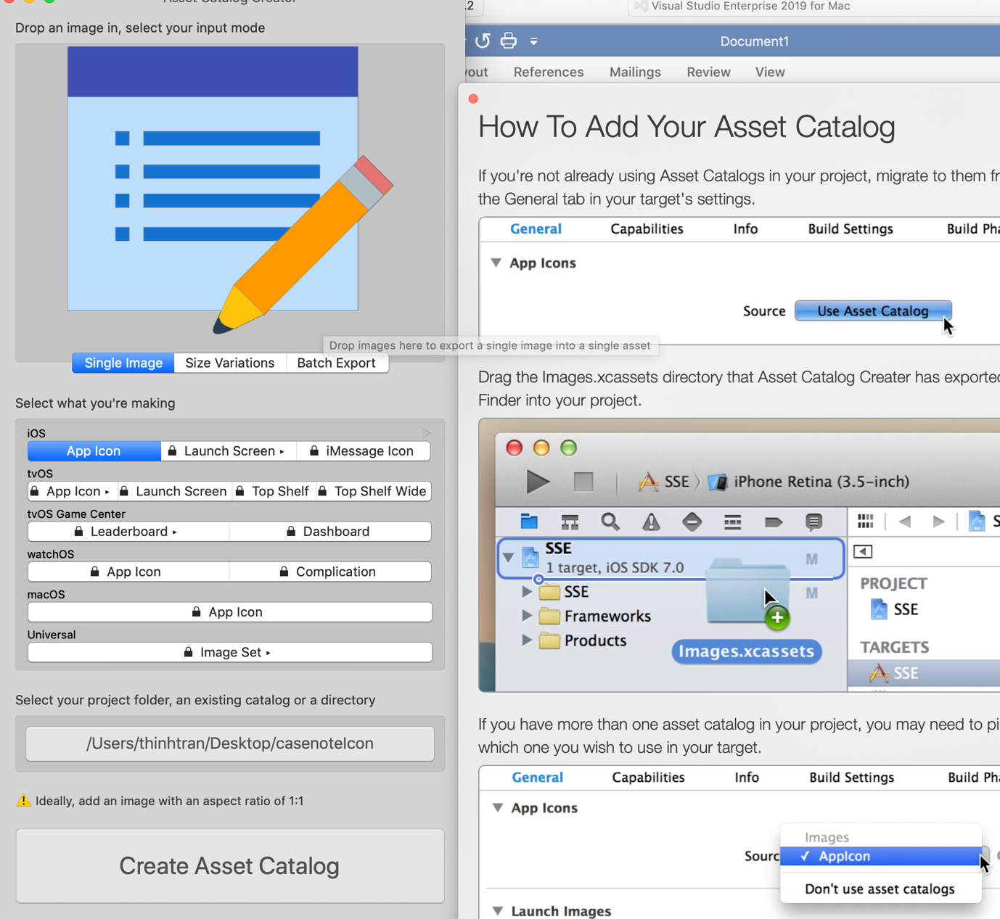 Asset Catalog Creator
Drop an image in, select your input mode
Drop images here to export a single image into a single asset
Single Image
Size Variations
Batch Export
Select what you're making
iOS
App Icon
Launch Screen
iMessage Icon
tvOS
App Icon
Launch Screen
Top Shelf
Top Shelf Wide
tvOS Game Center
Leaderboard
Dashboard
watchOS
App Icon
Complication
macOS
App Icon
Universal
Image Set
Select your project folder, an existing catalog or a directory
/Users/thinhtran/Desktop/casenoteIcon
Ideally, add an image with an aspect ratio of 1:1
Create Asset Catalog
.2
Visual Studio Enterprise 2019 for Mac
Document1
yout
References
Mailings
Review
View
How To Add Your Asset Catalog
If you're not already using Asset Catalogs in your project, migrate to them fr
the General tab in your target's settings.
General
Capabilities
Info
Build Settings
Build Pha
App Icons
Source
Use Asset Catalog
Drag the Images.xcassets directory that Asset Catalog Creater has exported
Finder into your project.
SSE
iPhone Retina (3.5-inch)
S
SSE
1 target, iOS SDK 7.0
M
SSE
M
Frameworks
Products
Images.xcassets
PROJECT
SSE
TARGETS
SSE
If you have more than one asset catalog in your project, you may need to pi
which one you wish to use in your target.
General
Capabilities
Info
Build Settings
Build Pha
App Icons
Images
Sourc
AppIcon
Don't use asset catalogs
Launch Images